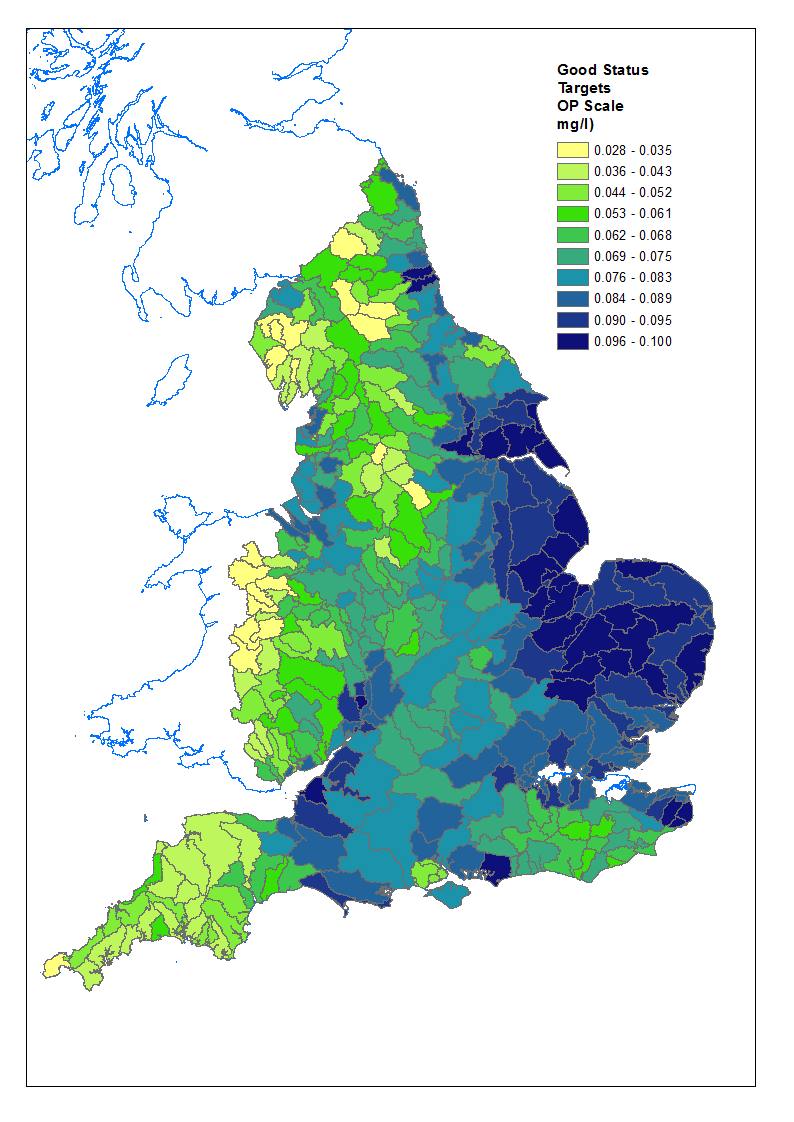 Good Status
Targets
OP Scale
mg/l)
0.028 - 0.035
0.036 - 0.043
0.044 - 0.052
0.053 - 0.061
0.062 - 0.068
0.069 - 0.075
0.076 - 0.083
0.084 - 0.089
0.090 - 0.095
0.096 - 0.100